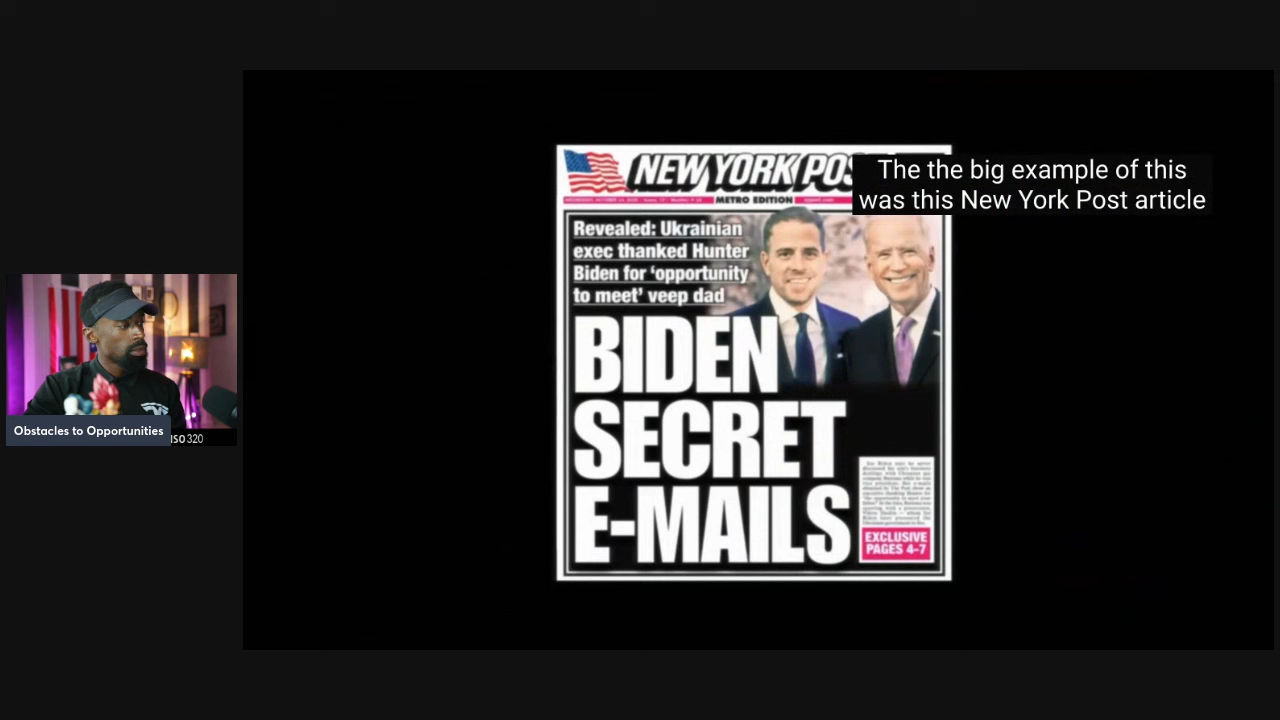 NEW YORK POS
METRO EDITION
The the big example of this
was this New York Post article
Revealed: Ukrainian
exec thanked Hunter
Biden for ‘opportunity
to meet’ veep dad
BIDEN
SECRET
E-MAILS
EXCLUSIVE
PAGES 4-7
Obstacles to Opportunities
ISO 320